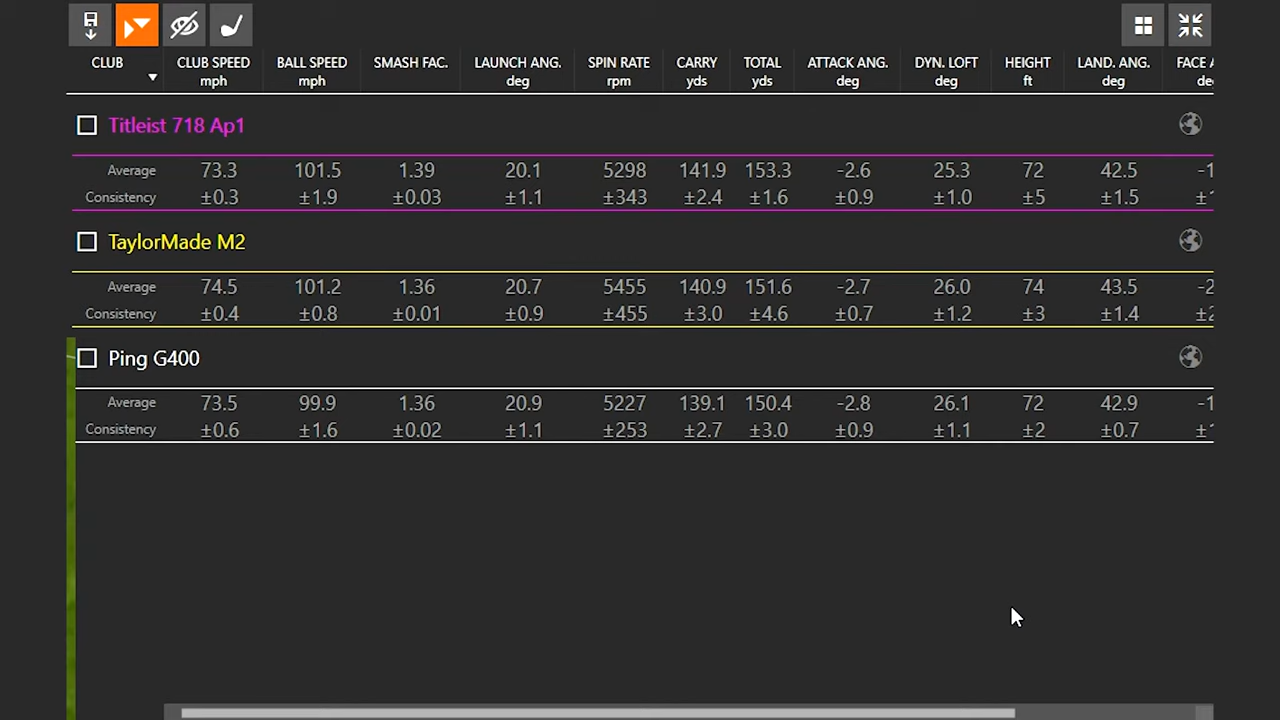 CLUB CLUB SPEED BALL SPEED SMASH FAC. LAUNCH ANG. SPIN RATE CARRY TOTAL ATTACK ANG. DYN. LOFT HEIGHT LAND. ANG. FACE A
mph mph deg rpm yds yds deg deg ft deg de
Titleist 718 Ap1
Average 73.3 101.5 1.39 20.1 5298 141.9 153.3 -2.6 25.3 72 42.5 -1
Consistency ±0.3 ±1.9 ±0.03 ±1.1 ±343 ±2.4 ±1.6 ±0.9 ±1.0 ±5 ±1.5 ±1
TaylorMade M2
Average 74.5 101.2 1.36 20.7 5455 140.9 151.6 -2.7 26.0 74 43.5 -2
Consistency ±0.4 ±0.8 ±0.01 ±0.9 ±455 ±3.0 ±4.6 ±0.7 ±1.2 ±3 ±1.4 ±2
Ping G400
Average 73.5 99.9 1.36 20.9 5227 139.1 150.4 -2.8 26.1 72 42.9 -1
Consistency ±0.6 ±1.6 ±0.02 ±1.1 ±253 ±2.7 ±3.0 ±0.9 ±1.1 ±2 ±0.7 ±1